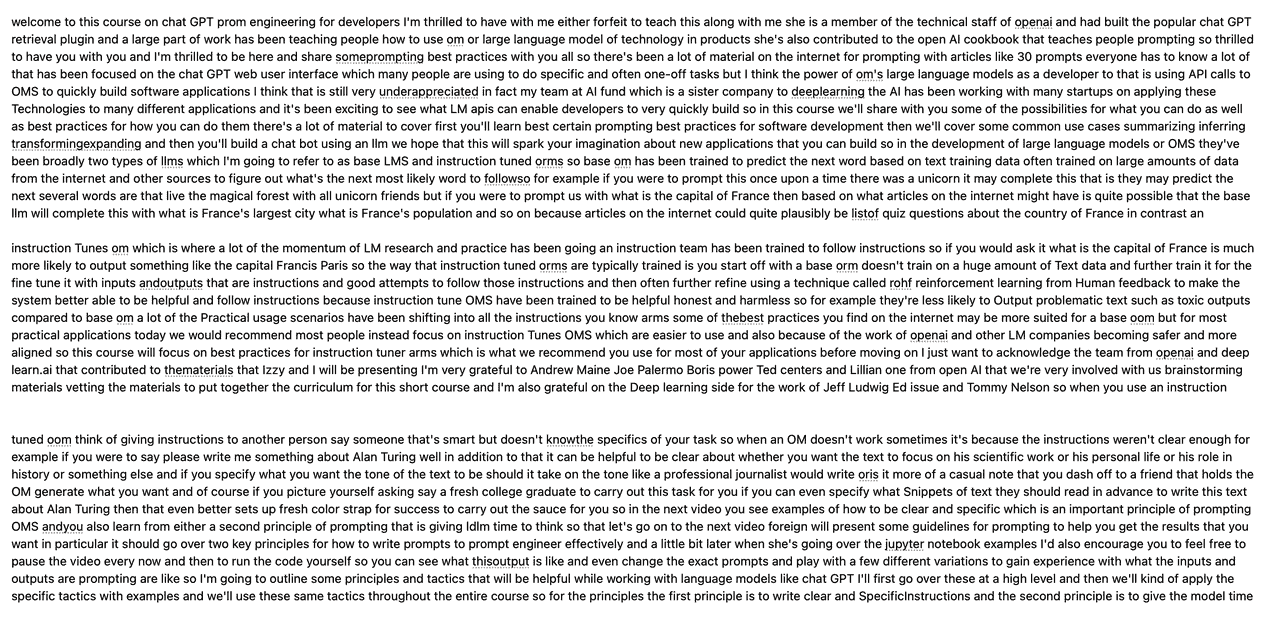 welcome to this course on chat GPT prom engineering for developers I'm thrilled to have with me either forfeit to teach this along with me she is a member of the technical staff of openai and had built the popular chat GPT
retrieval plugin and a large part of work has been teaching people how to use om or large language model of technology in products she's also contributed to the open AI cookbook that teaches people prompting so thrilled
to have you with you and I'm thrilled to be here and share someprompting best practices with you all so there's been a lot of material on the internet for prompting with articles like 30 prompts everyone has to know a lot of
that has been focused on the chat GPT web user interface which many people are using to do specific and often one-off tasks but I think the power of om's large language models as a developer to that is using API calls to
OMS to quickly build software applications I think that is still very underappreciated in fact my team at AI fund which is a sister company to deeplearning the AI has been working with many startups on applying these
Technologies to many different applications and it's been exciting to see what LM apis can enable developers to very quickly build so in this course we'll share with you some of the possibilities for what you can do as well
as best practices for how you can do them there's a lot of material to cover first you'll learn best certain prompting best practices for software development then we'll cover some common use cases summarizing inferring
transformingexpanding and then you'll build a chat bot using an llm we hope that this will spark your imagination about new applications that you can build so in the development of large language models or OMS they've
been broadly two types of llms which I'm going to refer to as base LMS and instruction tuned orms so base om has been trained to predict the next word based on text training data often trained on large amounts of data
from the internet and other sources to figure out what's the next most likely word to followso for example if you were to prompt this once upon a time there was a unicorn it may complete this that is they may predict the
next several words are that live the magical forest with all unicorn friends but if you were to prompt us with what is the capital of France then based on what articles on the internet might have is quite possible that the base
llm will complete this with what is France's largest city what is France's population and so on because articles on the internet could quite plausibly be listof quiz questions about the country of France in contrast an
instruction Tunes om which is where a lot of the momentum of LM research and practice has been going an instruction team has been trained to follow instructions so if you would ask it what is the capital of France is much
more likely to output something like the capital Francis Paris so the way that instruction tuned orms are typically trained is you start off with a base orm doesn't train on a huge amount of Text data and further train it for the
fine tune it with inputs andoutputs that are instructions and good attempts to follow those instructions and then often further refine using a technique called rohf reinforcement learning from Human feedback to make the
system better able to be helpful and follow instructions because instruction tune OMS have been trained to be helpful honest and harmless so for example they're less likely to Output problematic text such as toxic outputs
compared to base om a lot of the Practical usage scenarios have been shifting into all the instructions you know arms some of thebest practices you find on the internet may be more suited for a base oom but for most
practical applications today we would recommend most people instead focus on instruction Tunes OMS which are easier to use and also because of the work of openai and other LM companies becoming safer and more
aligned so this course will focus on best practices for instruction tuner arms which is what we recommend you use for most of your applications before moving on I just want to acknowledge the team from openai and deep
learn.ai that contributed to thematerials that Izzy and I will be presenting I'm very grateful to Andrew Maine Joe Palermo Boris power Ted centers and Lillian one from open AI that we're very involved with us brainstorming
materials vetting the materials to put together the curriculum for this short course and I'm also grateful on the Deep learning side for the work of Jeff Ludwig Ed issue and Tommy Nelson so when you use an instruction
tuned oom think of giving instructions to another person say someone that's smart but doesn't knowthe specifics of your task so when an OM doesn't work sometimes it's because the instructions weren't clear enough for
example if you were to say please write me something about Alan Turing well in addition to that it can be helpful to be clear about whether you want the text to focus on his scientific work or his personal life or his role in
history or something else and if you specify what you want the tone of the text to be should it take on the tone like a professional journalist would write oris it more of a casual note that you dash off to a friend that holds the
OM generate what you want and of course if you picture yourself asking say a fresh college graduate to carry out this task for you if you can even specify what Snippets of text they should read in advance to write this text
about Alan Turing then that even better sets up fresh color strap for success to carry out the sauce for you so in the next video you see examples of how to be clear and specific which is an important principle of prompting
OMS andyou also learn from either a second principle of prompting that is giving ldlm time to think so that let's go on to the next video foreign will present some guidelines for prompting to help you get the results that you
want in particular it should go over two key principles for how to write prompts to prompt engineer effectively and a little bit later when she's going over the jupyter notebook examples I'd also encourage you to feel free to
pause the video every now and then to run the code yourself so you can see what thisoutput is like and even change the exact prompts and play with a few different variations to gain experience with what the inputs and
outputs are prompting are like so I'm going to outline some principles and tactics that will be helpful while working with language models like chat GPT I'll first go over these at a high level and then we'll kind of apply the
specific tactics with examples and we'll use these same tactics throughout the entire course so for the principles the first principle is to write clear and SpecificInstructions and the second principle is to give the model time